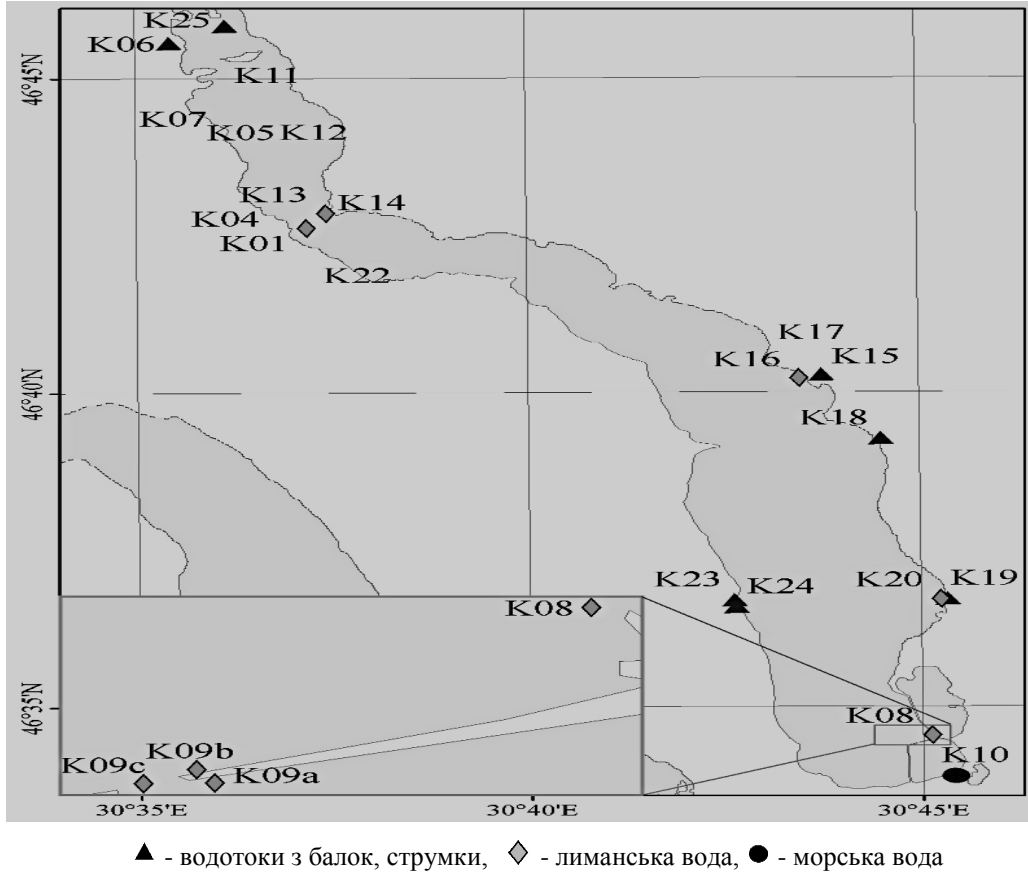 K25
K06
K11
46°45'N
K07
K05 K12
K13
K14
K04
K01
K22
K17
K16
K15
46°40'N
K18
K23
K24
K20
K19
K08
46°35'N
K08
K09b
K10
K09c
K09a
30°35'E
30°40'E
30°45'E
- водотоки з балок, струмки, - лиманська вода, - морська вода